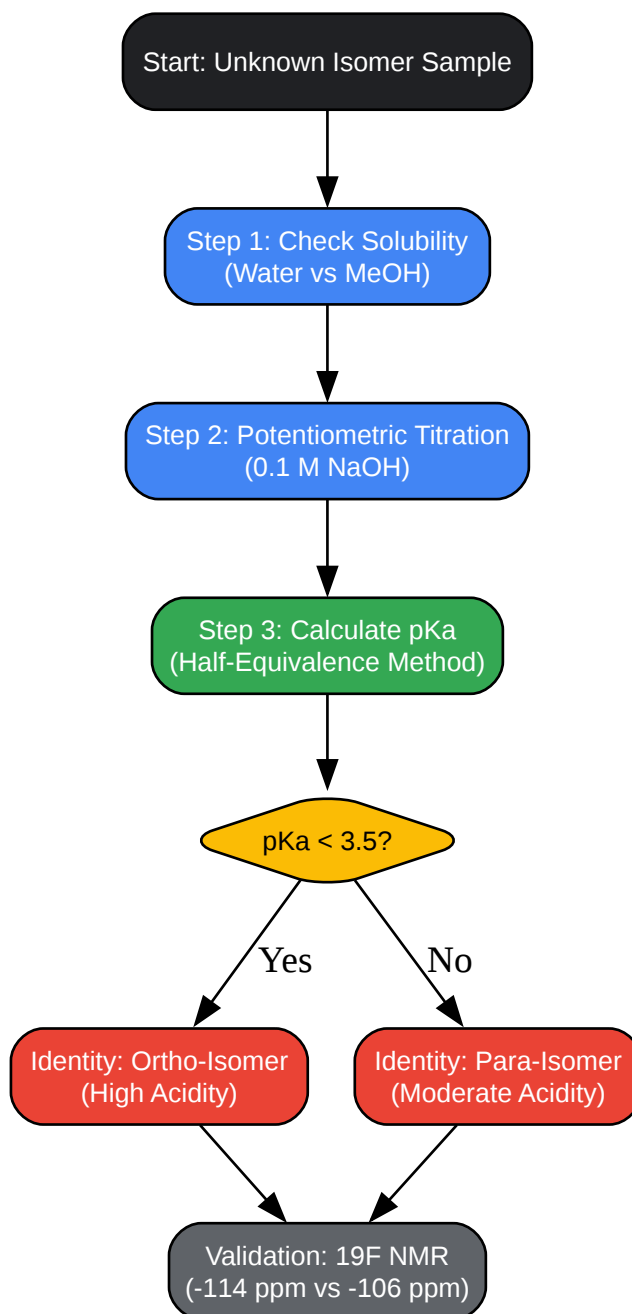 Start: Unknown Isomer Sample
Step 1: Check Solubility
(Water vs MeOH)
Step 2: Potentiometric Titration
(0.1 M NaOH)
Step 3: Calculate pKa
(Half-Equivalence Method)
pKa < 3.5?
Yes
No
Identity: Ortho-Isomer
(High Acidity)
Identity: Para-Isomer
(Moderate Acidity)
Validation: 19F NMR
(-114 ppm vs -106 ppm)